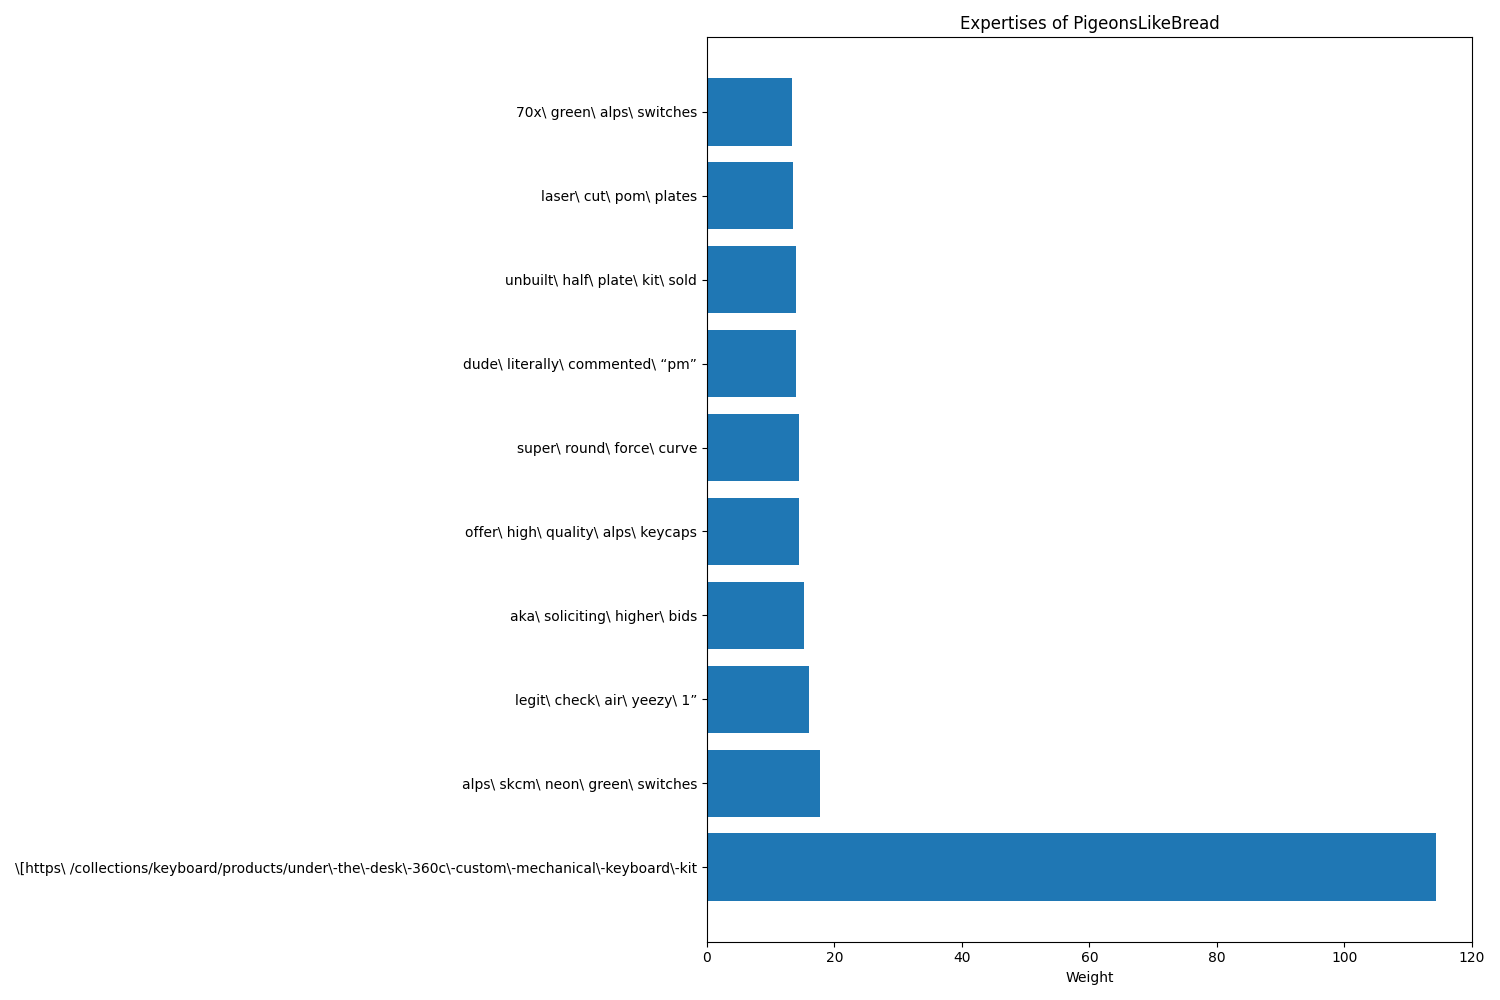 Expertises of PigeonsLikeBread
70x\ green\ alps\ switches
laser\ cut\ pom\ plates
unbuilt\ half\ plate\ kit\ sold
dude\ literally\ commented\ “pm”
super\ round\ force\ curve
offer\ high\ quality\ alps\ keycaps
aka\ soliciting\ higher\ bids
legit\ check\ air\ yeezy\ 1”
alps\ skcm\ neon\ green\ switches
\[https\ /collections/keyboard/products/under\-the\-desk\-360c\-custom\-mechanical\-keyboard\-kit
0 20 40 60 80 100 120
Weight